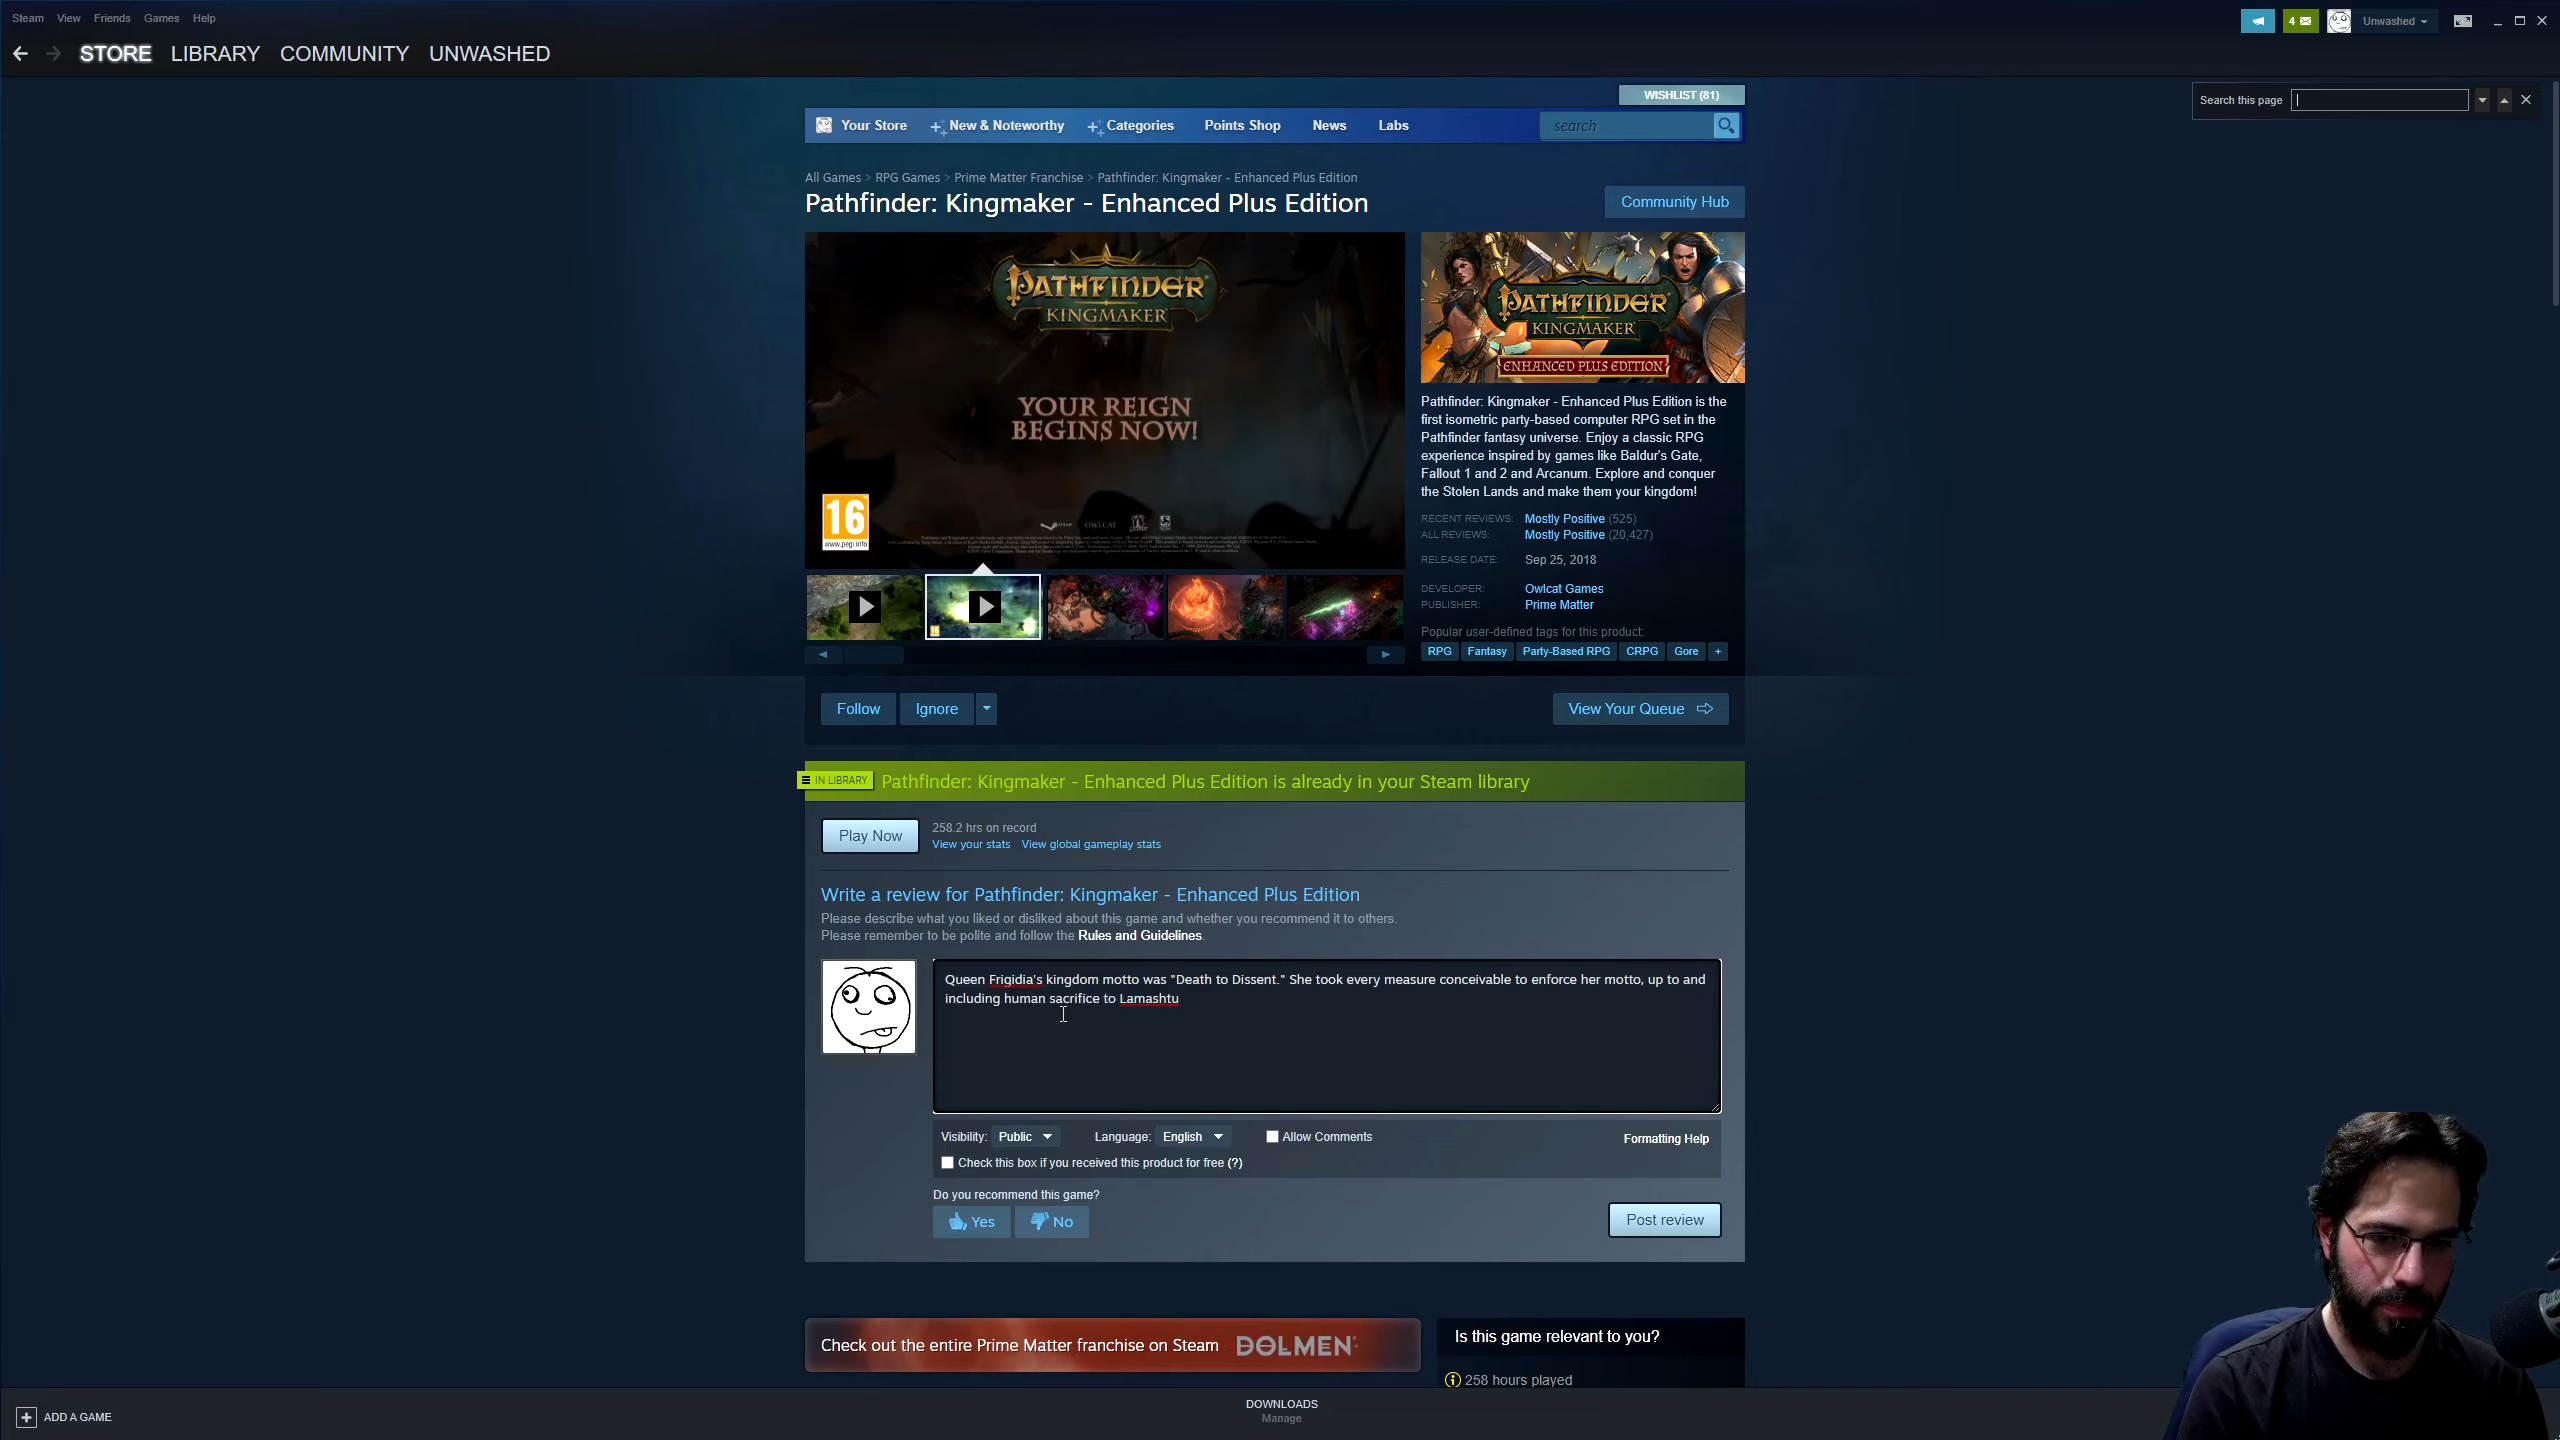 Steam View Friends Games Help
4 Unwashed
STORE LIBRARY COMMUNITY UNWASHED
Search this page
WISHLIST (81)
Your Store New & Noteworthy Categories Points Shop News Labs search
All Games > RPG Games > Prime Matter Franchise > Pathfinder: Kingmaker - Enhanced Plus Edition
Pathfinder: Kingmaker - Enhanced Plus Edition
Community Hub
PATHFINDER
KINGMAKER
YOUR REIGN
BEGINS NOW!
16
www.pegi.info
OWLCAT
PATHFINDER
KINGMAKER
ENHANCED PLUS EDITION
Pathfinder: Kingmaker - Enhanced Plus Edition is the
first isometric party-based computer RPG set in the
Pathfinder fantasy universe. Enjoy a classic RPG
experience inspired by games like Baldur's Gate,
Fallout 1 and 2 and Arcanum. Explore and conquer
the Stolen Lands and make them your kingdom!
RECENT REVIEWS: Mostly Positive (525)
ALL REVIEWS: Mostly Positive (20,427)
RELEASE DATE: Sep 25, 2018
DEVELOPER: Owlcat Games
PUBLISHER: Prime Matter
Popular user-defined tags for this product:
RPG Fantasy Party-Based RPG CRPG Gore +
Follow Ignore View Your Queue
IN LIBRARY Pathfinder: Kingmaker - Enhanced Plus Edition is already in your Steam library
Play Now
258.2 hrs on record
View your stats View global gameplay stats
Write a review for Pathfinder: Kingmaker - Enhanced Plus Edition
Please describe what you liked or disliked about this game and whether you recommend it to others.
Please remember to be polite and follow the Rules and Guidelines.
Queen Frigidia's kingdom motto was "Death to Dissent." She took every measure conceivable to enforce her motto, up to and
including human sacrifice to Lamashtu
Visibility: Public Language: English Allow Comments Formatting Help
Check this box if you received this product for free (?)
Do you recommend this game?
Yes No Post review
Check out the entire Prime Matter franchise on Steam DOLMEN
Is this game relevant to you?
258 hours played
ADD A GAME
DOWNLOADS
Manage